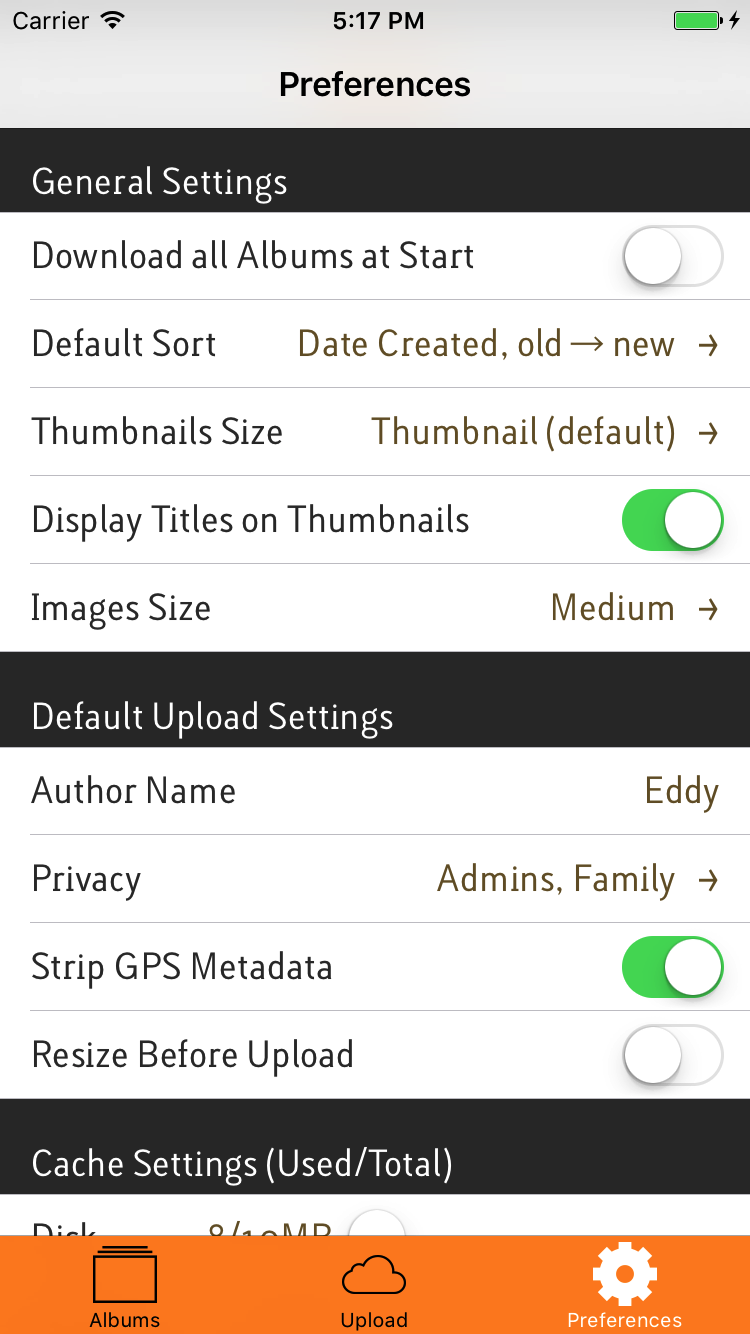 Carrier 5:17 PM
Preferences
General Settings
Download all Albums at Start
Default Sort Date Created, old → new →
Thumbnails Size Thumbnail (default) →
Display Titles on Thumbnails
Images Size Medium →
Default Upload Settings
Author Name Eddy
Privacy Admins, Family →
Strip GPS Metadata
Resize Before Upload
Cache Settings (Used/Total)
Disk 8/10MB
Albums Upload Preferences